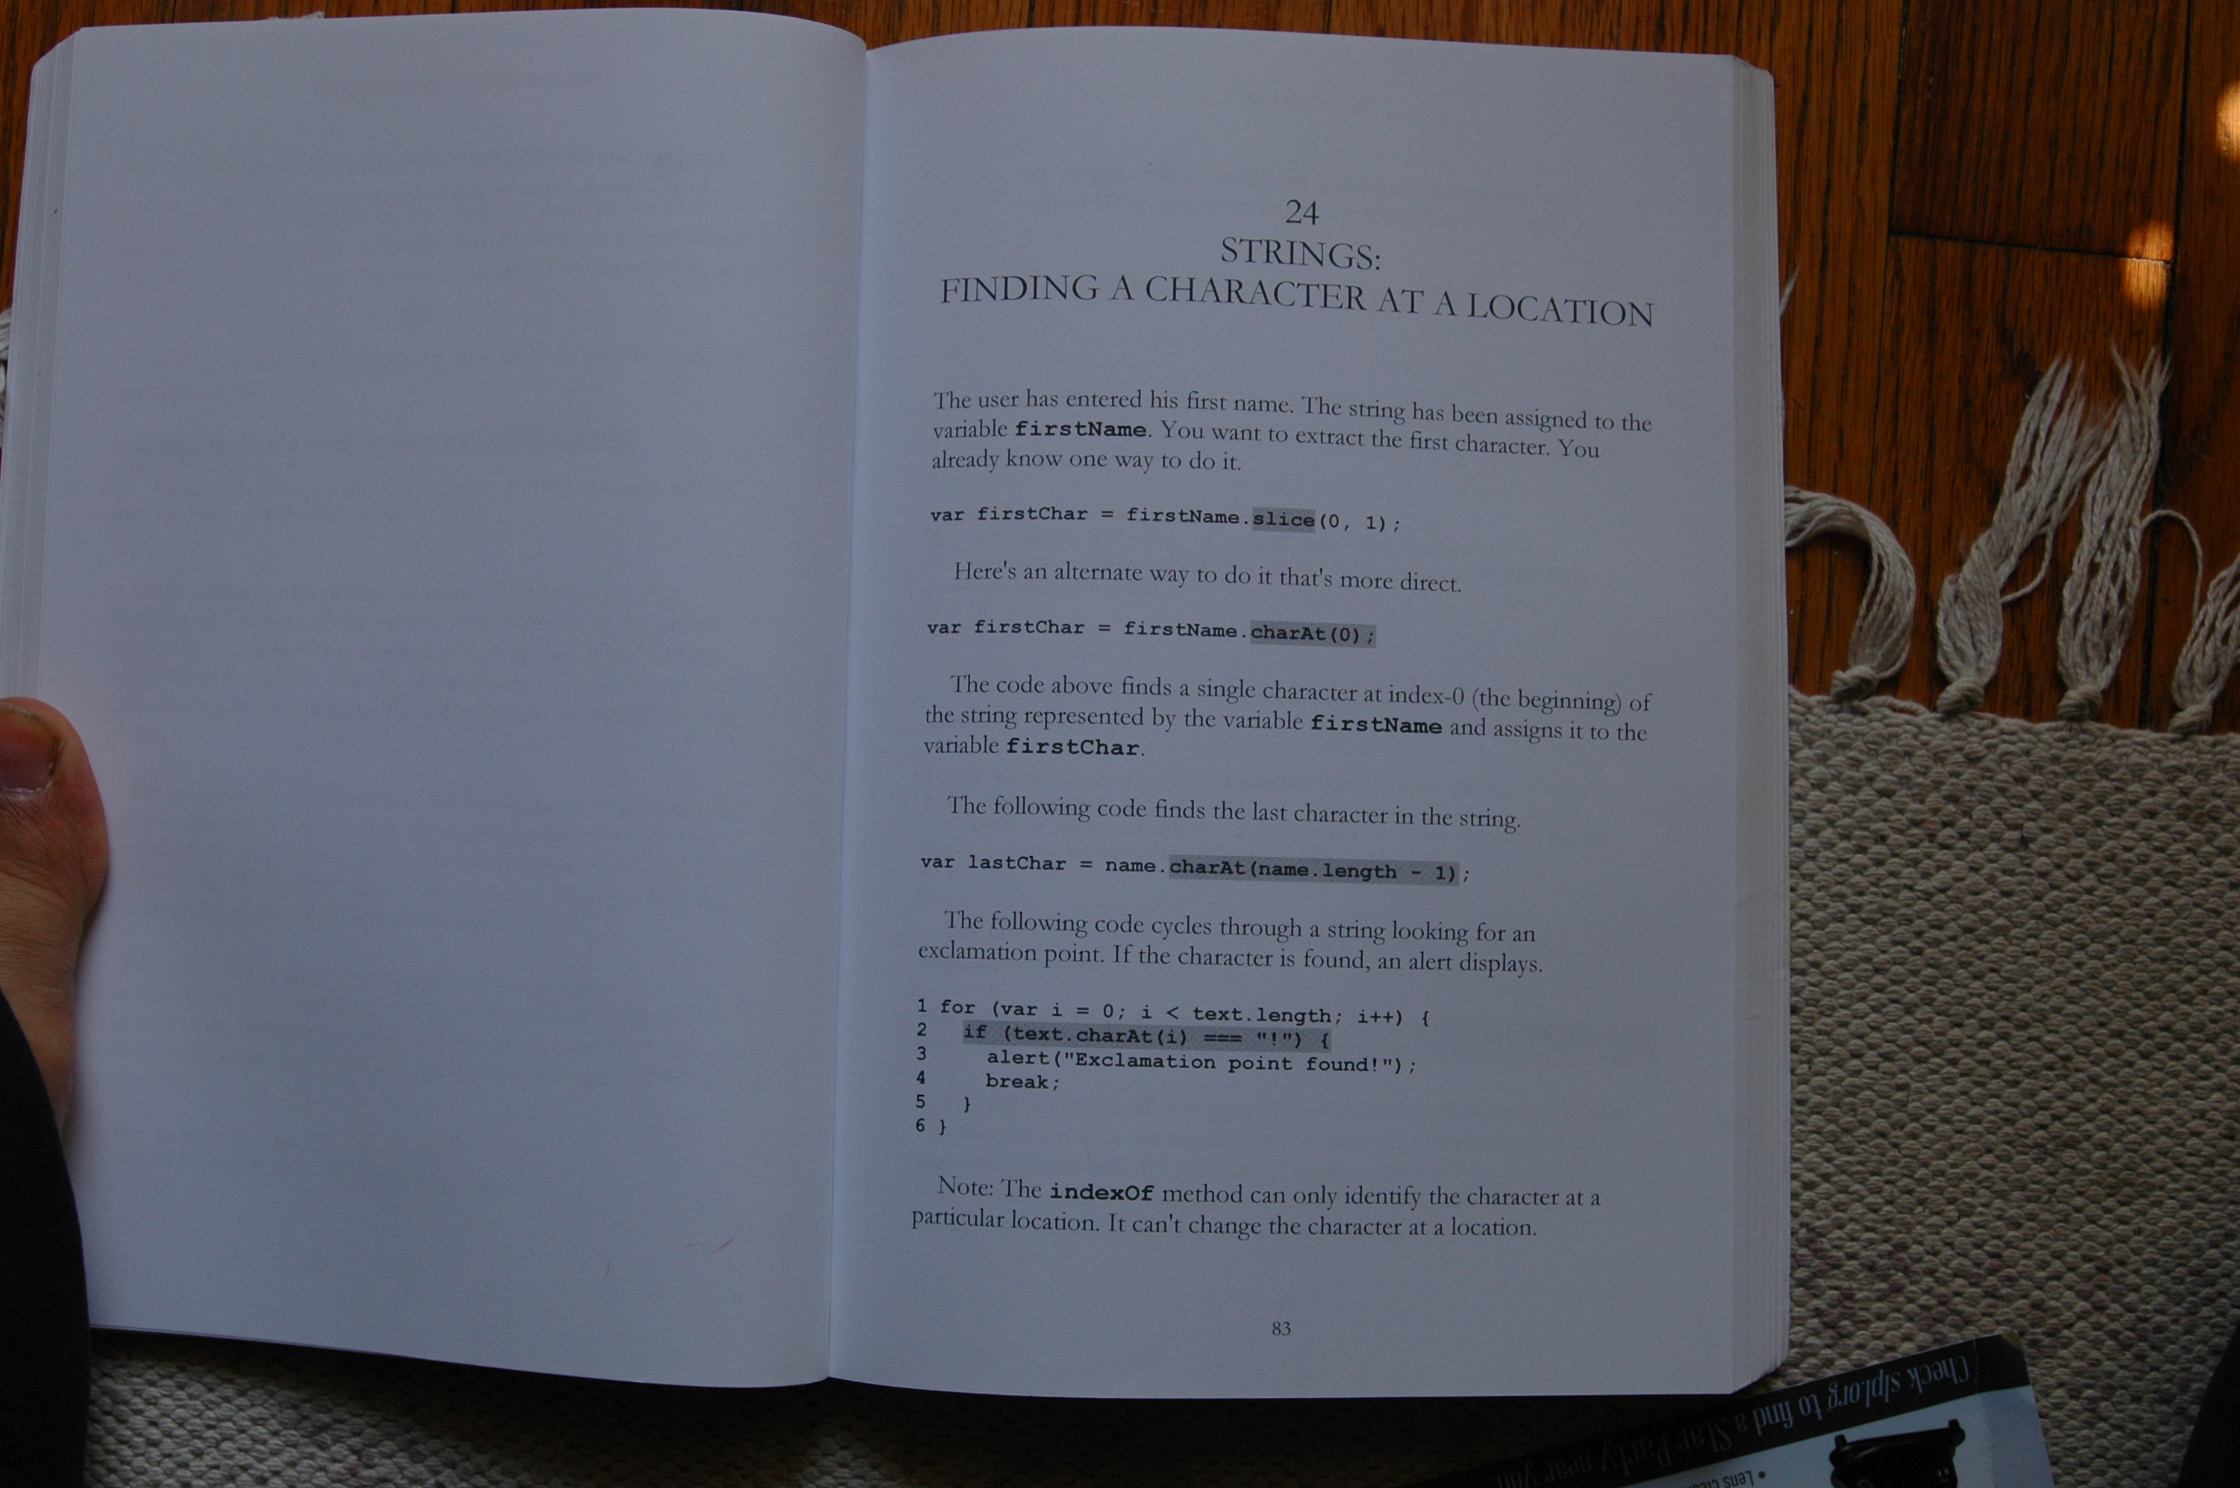 24
STRINGS:
FINDING A CHARACTER AT A LOCATION
The user has entered his first name. The string has been assigned to the
variable firstName. You want to extract the first character. You
already know one way to do it.
var firstChar = firstName.slice(0, 1);
Here's an alternate way to do it that's more direct.
var firstChar = firstName.charAt(0);
The code above finds a single character at index-0 (the beginning) of
the string represented by the variable firstName and assigns it to the
variable firstChar.
The following code finds the last character in the string.
var lastChar = name.charAt(name.length - 1);
The following code cycles through a string looking for an
exclamation point. If the character is found, an alert displays.
1 for (var i = 0; i < text.length; i++) {
2   if (text.charAt(i) === "!") {
3     alert("Exclamation point found!");
4     break;
5   }
6 }
Note: The indexOf method can only identify the character at a
particular location. It can't change the character at a location.
83
Check slpl.org to find a Star Party near you
• Lens